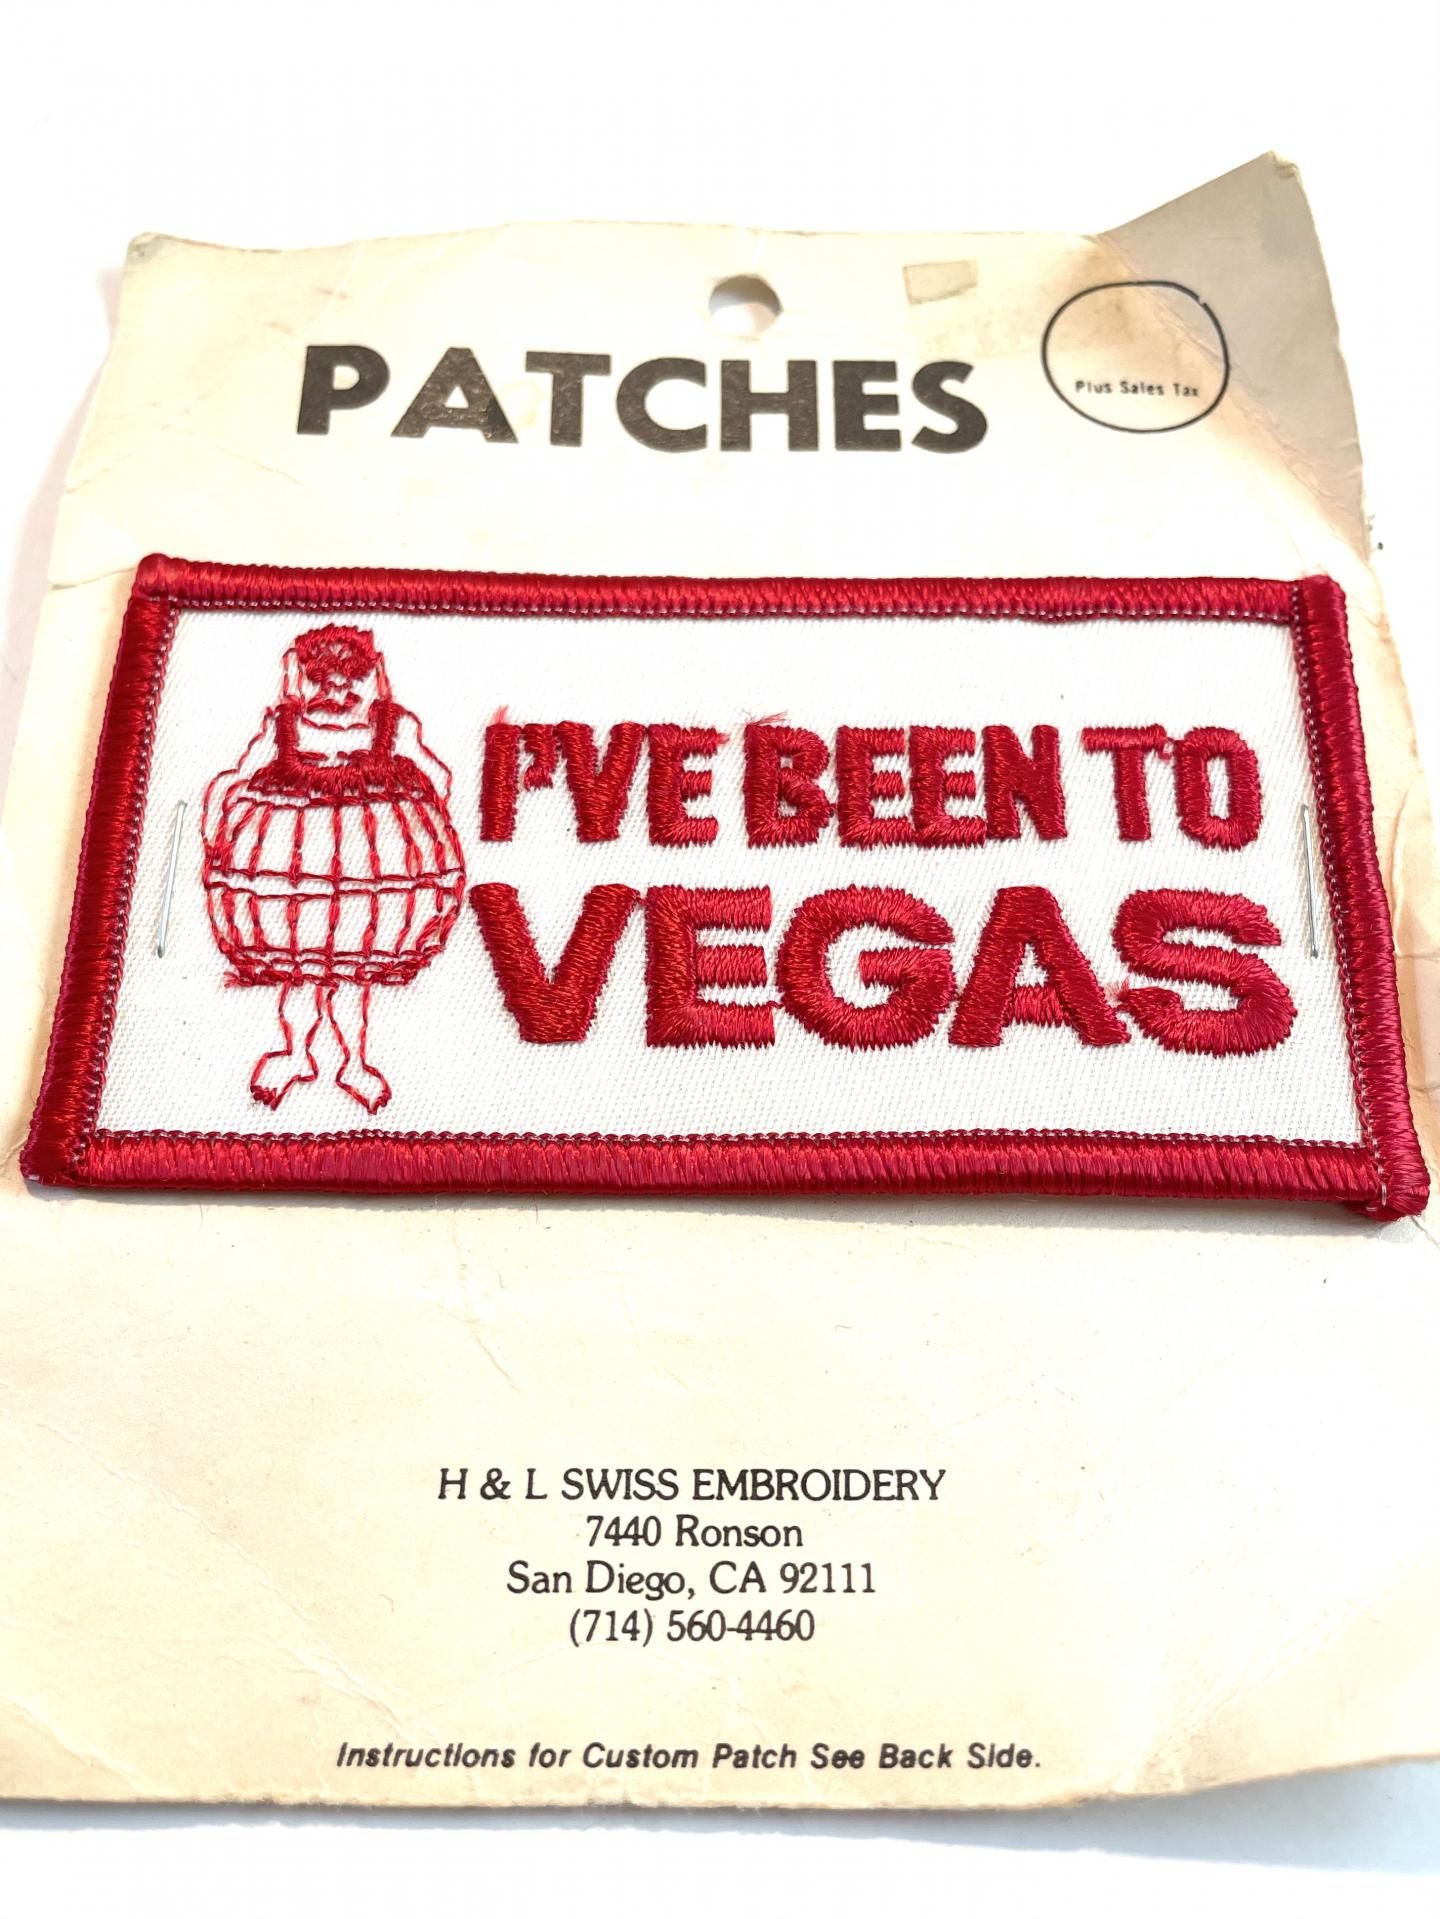 PATCHES
Plus Sales Tax
I'VE BEEN TO
VEGAS
H & L SWISS EMBROIDERY
7440 Ronson
San Diego, CA 92111
(714) 560-4460
Instructions for Custom Patch See Back Side.